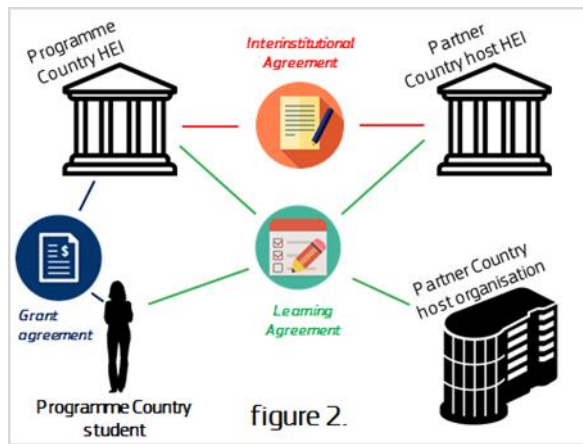 Programme
Country HEI
Interinstitutional
Agreement
Partner
Country host HEI
$
Grant
agreement
Learning
Agreement
Partner Country
host organisation
Programme Country
student
figure 2.